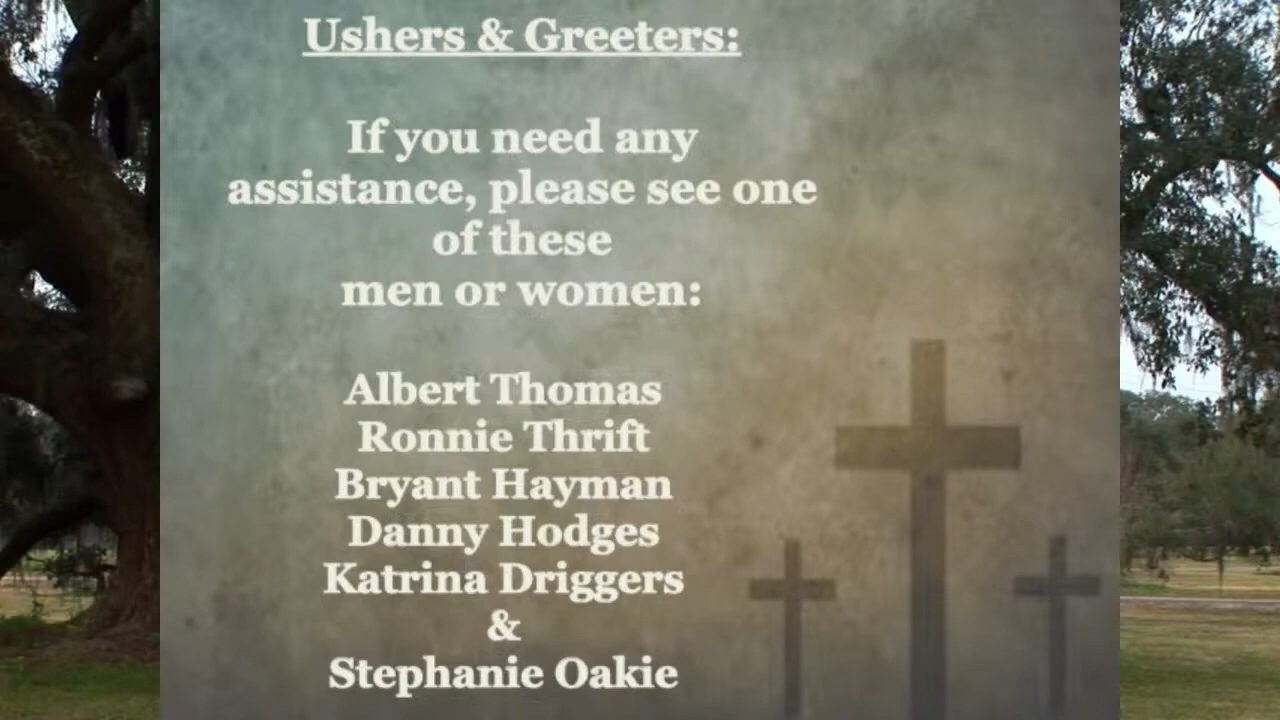 Ushers & Greeters:
If you need any
assistance, please see one
of these
men or women:
Albert Thomas
Ronnie Thrift
Bryant Hayman
Danny Hodges
Katrina Driggers
&
Stephanie Oakie